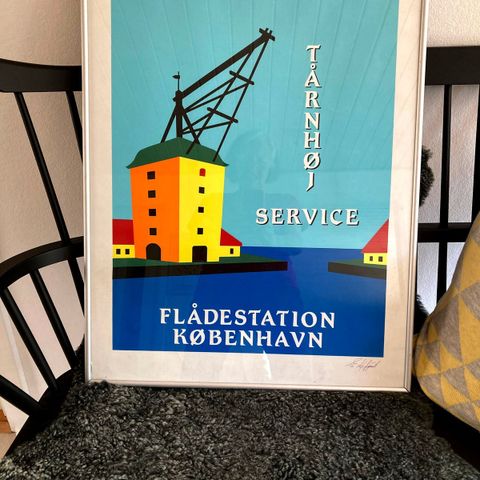 TÅRNHØJ
SERVICE
FLÅDESTATION
KØBENHAVN